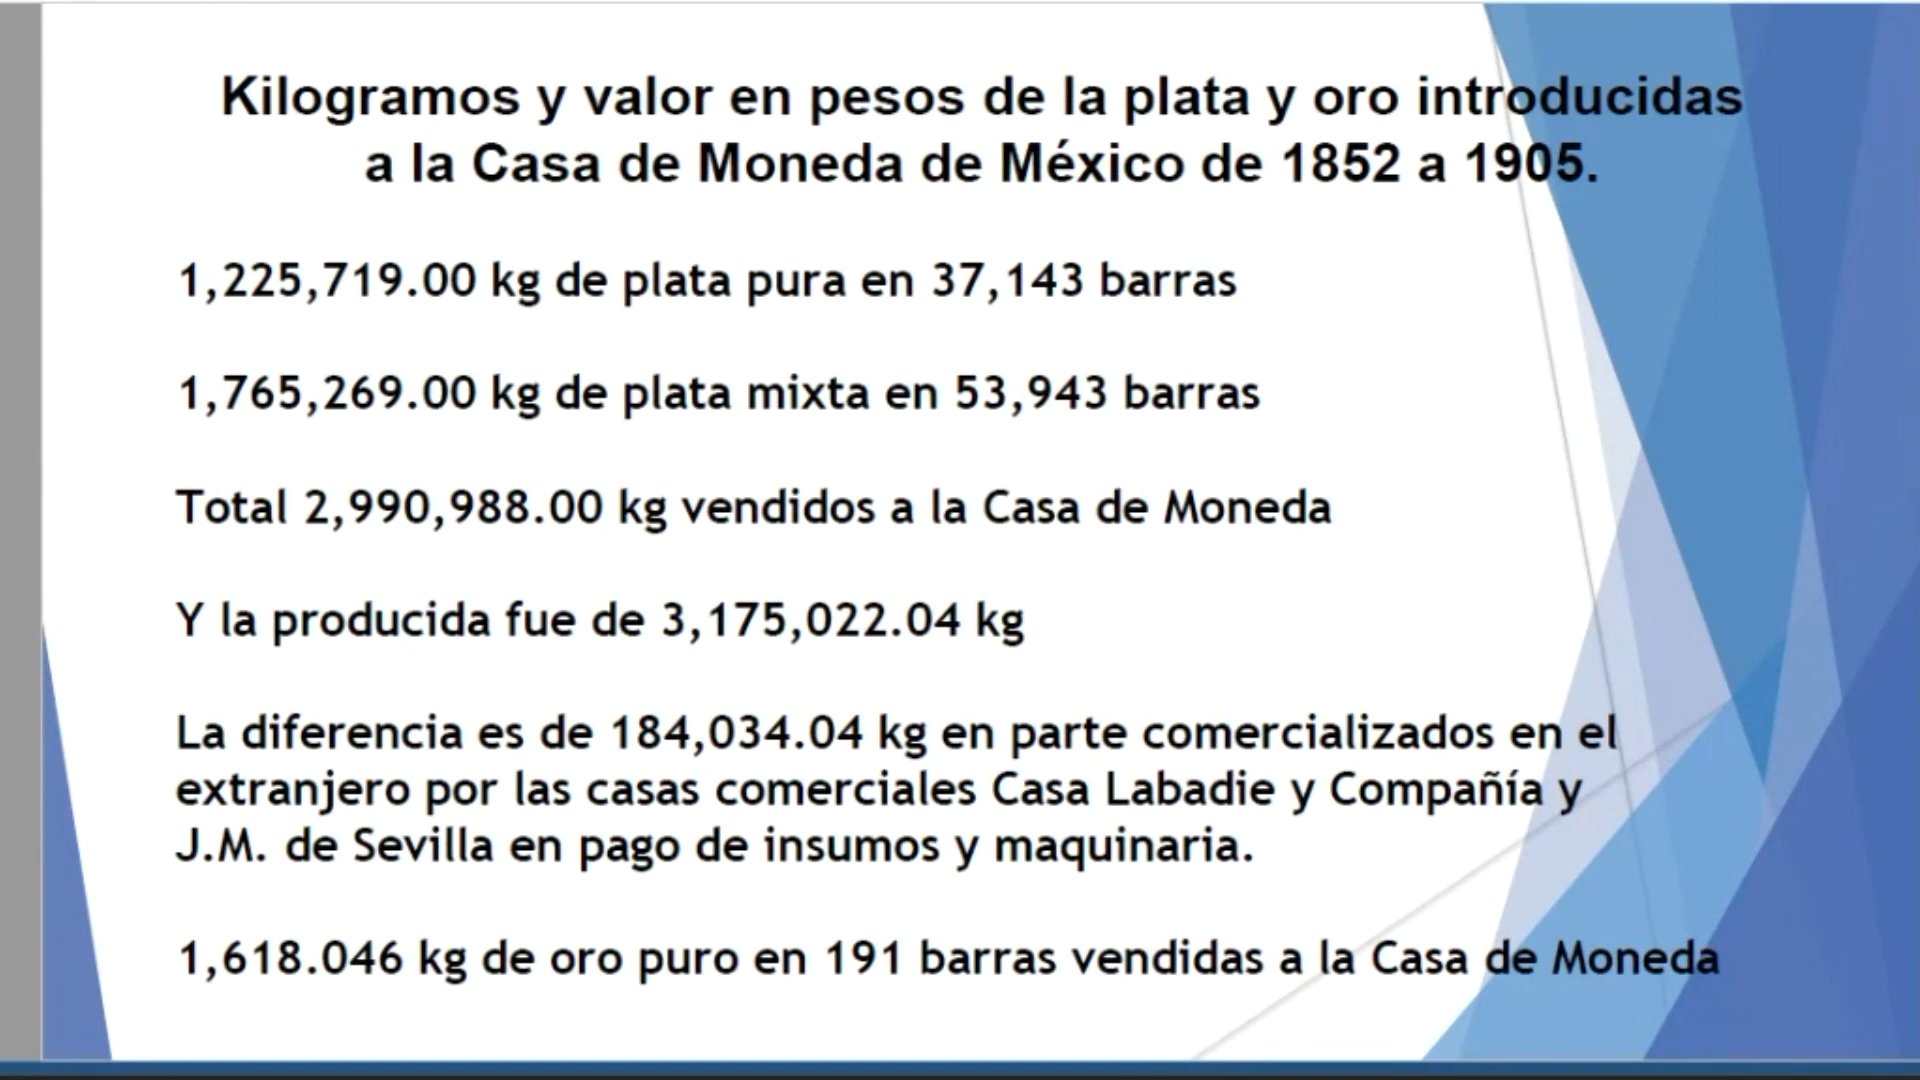 Kilogramos y valor en pesos de la plata y oro introducidas
a la Casa de Moneda de México de 1852 a 1905.
1,225,719.00 kg de plata pura en 37,143 barras
1,765,269.00 kg de plata mixta en 53,943 barras
Total 2,990,988.00 kg vendidos a la Casa de Moneda
Y la producida fue de 3,175,022.04 kg
La diferencia es de 184,034.04 kg en parte comercializados en el
extranjero por las casas comerciales Casa Labadie y Compañía y
J.M. de Sevilla en pago de insumos y maquinaria.
1,618.046 kg de oro puro en 191 barras vendidas a la Casa de Moneda